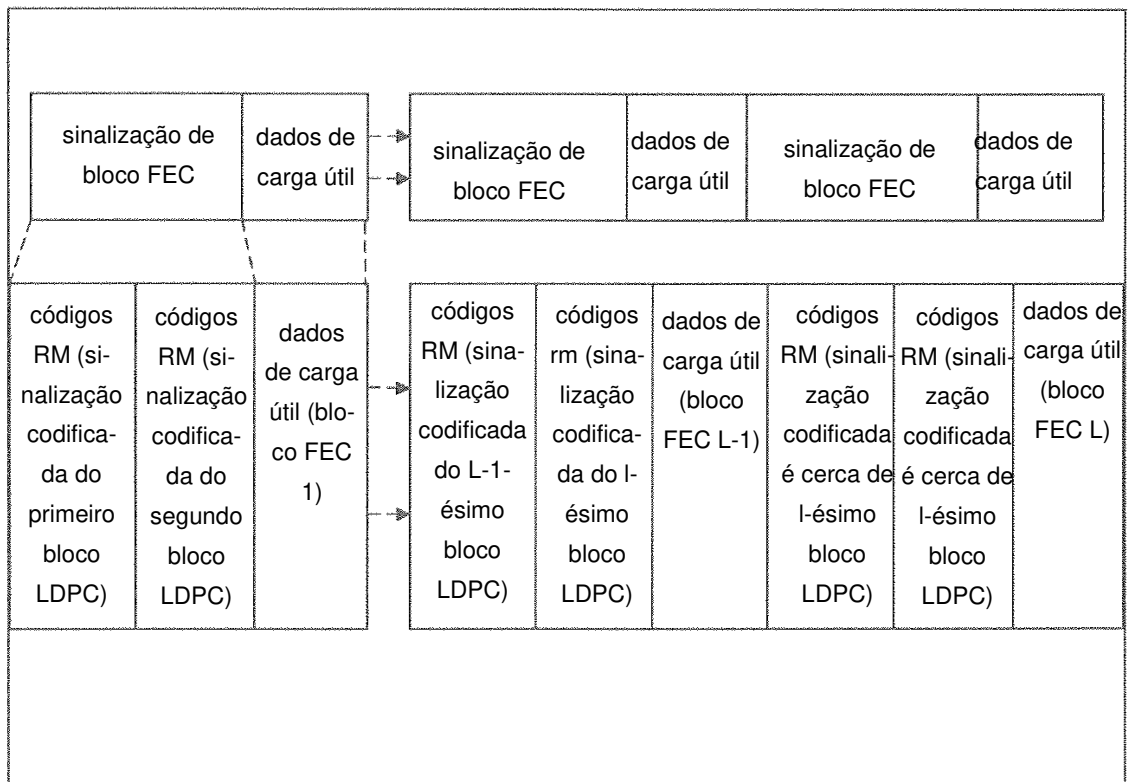 sinalização de
bloco FEC
dados de
carga útil
sinalização de
bloco FEC
dados de
carga útil
sinalização de
bloco FEC
dados de
carga útil
códigos
RM (si-
nalização
codifica-
da do
primeiro
bloco
LDPC)
códigos
RM (si-
nalização
codifica-
da do
segundo
bloco
LDPC)
dados
de carga
útil (blo-
co FEC
1)
códigos
RM (sina-
lização
codificada
do L-1-
ésimo
bloco
LDPC)
códigos
rm (sina-
lização
codifica-
da do l-
ésimo
bloco
LDPC)
dados de
carga útil
(bloco
FEC L-1)
códigos
RM (sinali-
zação
codificada
é cerca de
l-ésimo
bloco
LDPC)
códigos
RM (sinali-
zação
codificada
é cerca de
l-ésimo
bloco
LDPC)
dados de
carga útil
(bloco
FEC L)